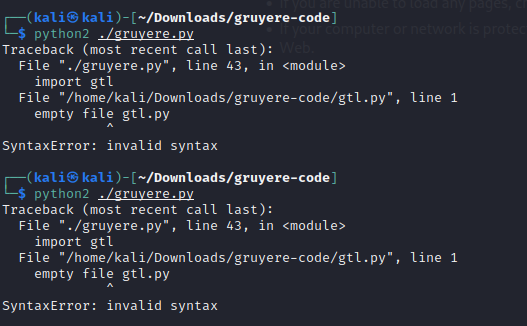 If you are unable to load any pages, c
┌──(kali㉿kali)-[~/Downloads/gruyere-code]
If your computer or network is protec
└─$ python2 ./gruyere.py
Web.
Traceback (most recent call last):
  File "./gruyere.py", line 43, in <module>
    import gtl
  File "/home/kali/Downloads/gruyere-code/gtl.py", line 1
    empty file gtl.py
             ^
SyntaxError: invalid syntax
┌──(kali㉿kali)-[~/Downloads/gruyere-code]
└─$ python2 ./gruyere.py
Traceback (most recent call last):
  File "./gruyere.py", line 43, in <module>
    import gtl
  File "/home/kali/Downloads/gruyere-code/gtl.py", line 1
    empty file gtl.py
             ^
SyntaxError: invalid syntax